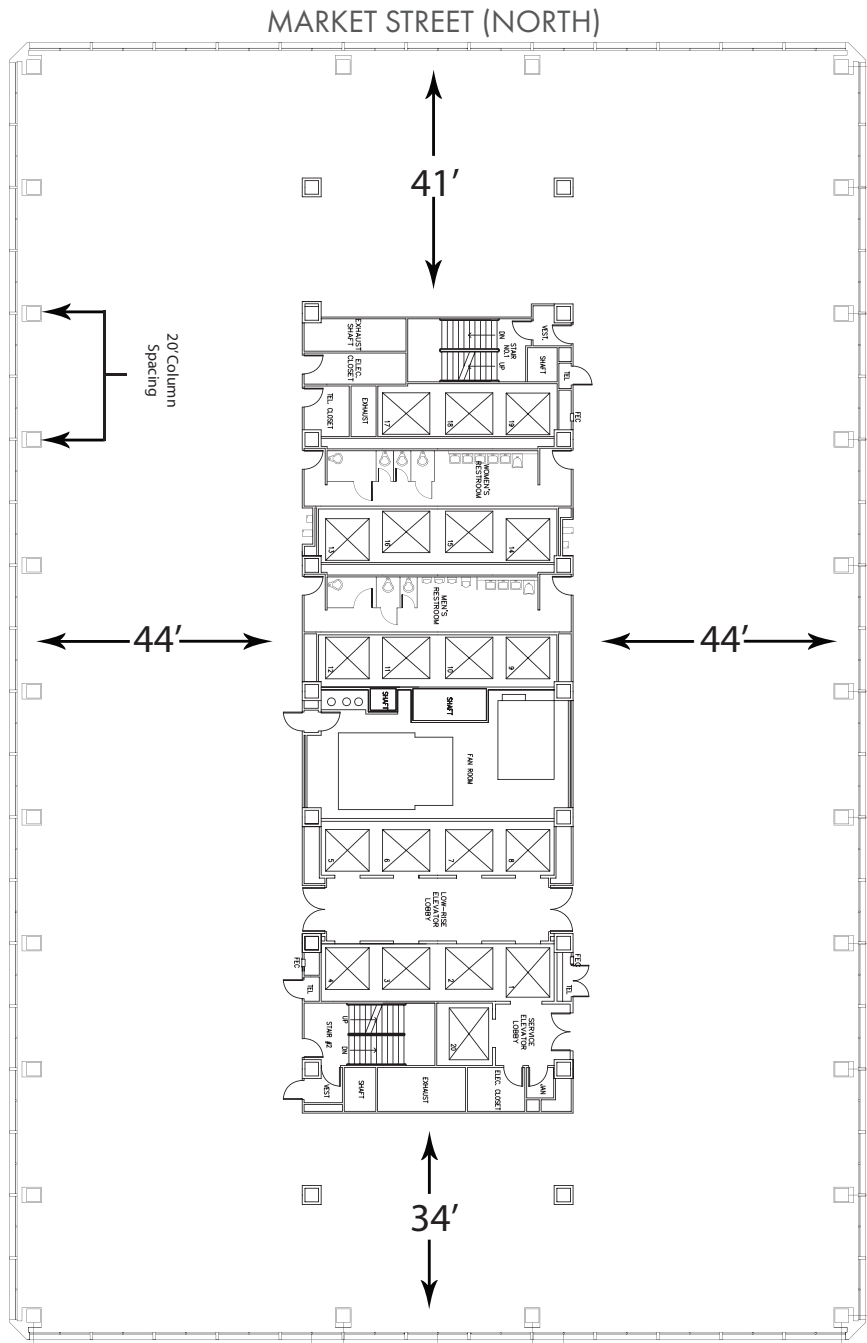 MARKET STREET (NORTH)
41'
20' Column
Spacing
EXHAUST
SHAFT
DN
STAIR
NO.1
UP
VEST.
SHAFT
ELEC.
CLOSET
TEL
TEL. CLOSET
EXHAUST
17
18
19
FEC
WOMEN'S
RESTROOM
13
16
15
14
MEN'S
RESTROOM
44'
44'
12
11
10
9
SHAFT
SHAFT
FAN ROOM
5
6
7
8
LOW-RISE
ELEVATOR
LOBBY
FEC
4
3
2
1
FEC
TEL
TEL
STAIR #2
UP
DN
20
SERVICE
ELEVATOR
LOBBY
VEST
SHAFT
EXHAUST
ELEC. CLOSET
JAN
34'